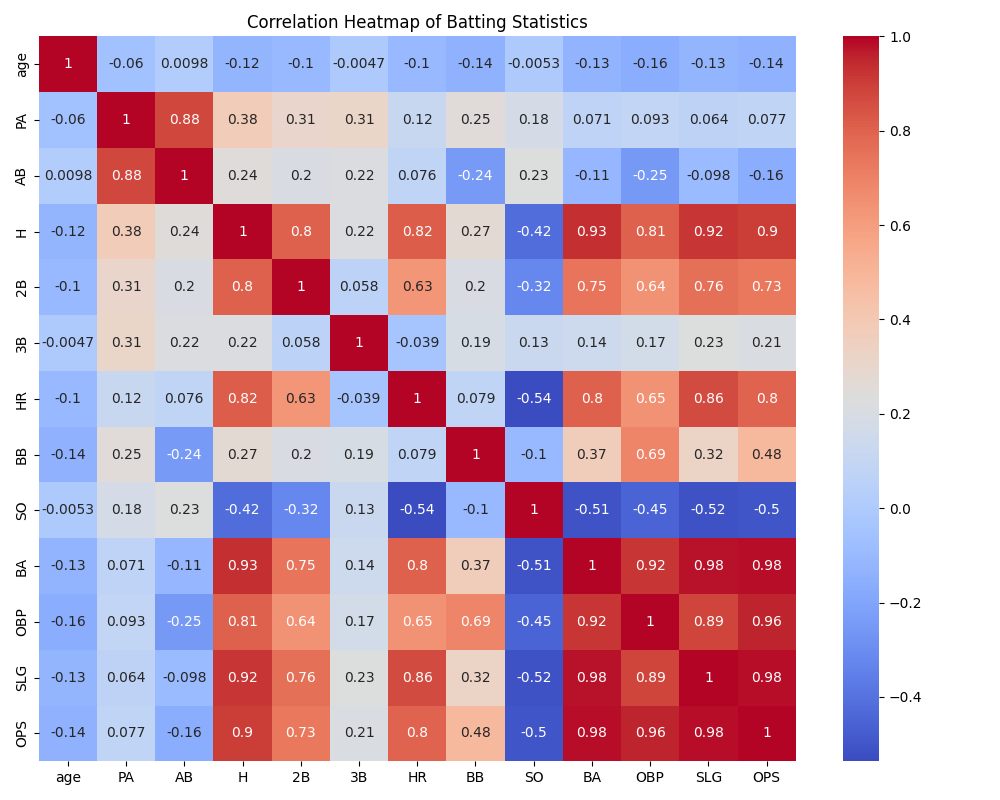 Correlation Heatmap of Batting Statistics
age 1 -0.06 0.0098 -0.12 -0.1 -0.0047 -0.1 -0.14 -0.0053 -0.13 -0.16 -0.13 -0.14
PA -0.06 1 0.88 0.38 0.31 0.31 0.12 0.25 0.18 0.071 0.093 0.064 0.077
AB 0.0098 0.88 1 0.24 0.2 0.22 0.076 -0.24 0.23 -0.11 -0.25 -0.098 -0.16
H -0.12 0.38 0.24 1 0.8 0.22 0.82 0.27 -0.42 0.93 0.81 0.92 0.9
2B -0.1 0.31 0.2 0.8 1 0.058 0.63 0.2 -0.32 0.75 0.64 0.76 0.73
3B -0.0047 0.31 0.22 0.22 0.058 1 -0.039 0.19 0.13 0.14 0.17 0.23 0.21
HR -0.1 0.12 0.076 0.82 0.63 -0.039 1 0.079 -0.54 0.8 0.65 0.86 0.8
BB -0.14 0.25 -0.24 0.27 0.2 0.19 0.079 1 -0.1 0.37 0.69 0.32 0.48
SO -0.0053 0.18 0.23 -0.42 -0.32 0.13 -0.54 -0.1 1 -0.51 -0.45 -0.52 -0.5
BA -0.13 0.071 -0.11 0.93 0.75 0.14 0.8 0.37 -0.51 1 0.92 0.98 0.98
OBP -0.16 0.093 -0.25 0.81 0.64 0.17 0.65 0.69 -0.45 0.92 1 0.89 0.96
SLG -0.13 0.064 -0.098 0.92 0.76 0.23 0.86 0.32 -0.52 0.98 0.89 1 0.98
OPS -0.14 0.077 -0.16 0.9 0.73 0.21 0.8 0.48 -0.5 0.98 0.96 0.98 1
age PA AB H 2B 3B HR BB SO BA OBP SLG OPS
1.0
0.8
0.6
0.4
0.2
0.0
−0.2
−0.4